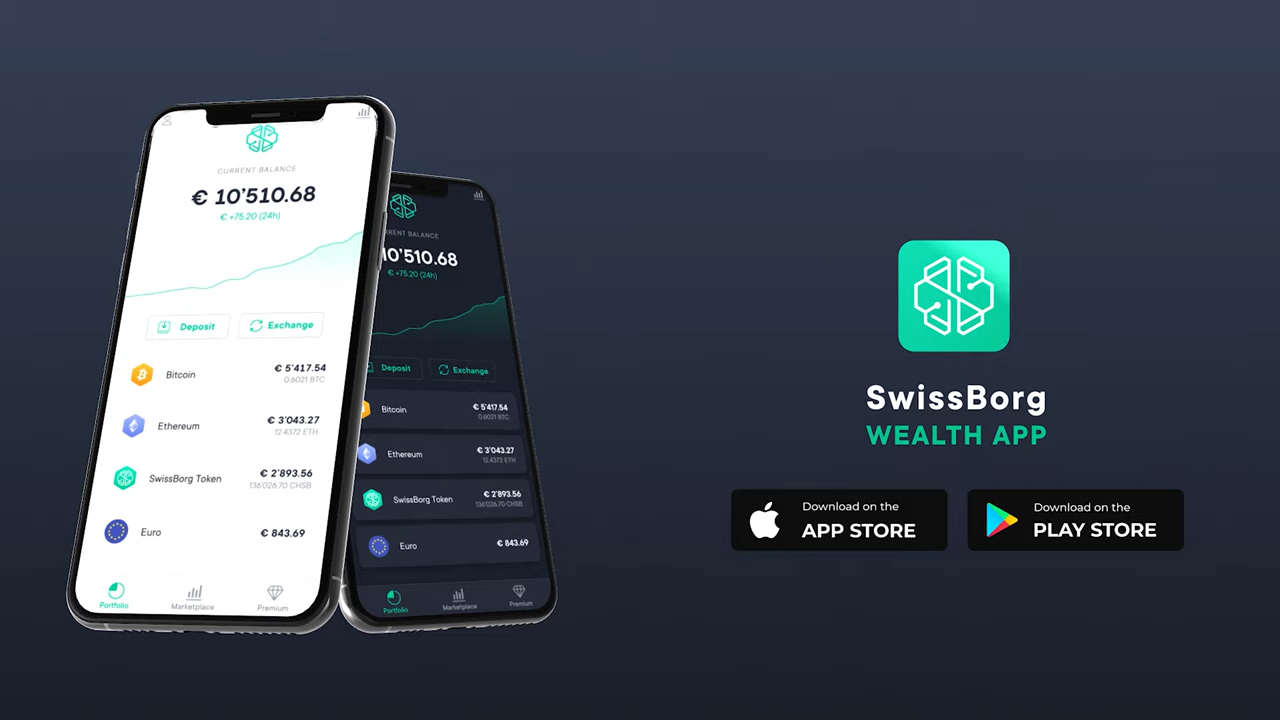 CURRENT BALANCE
€ 10'510.68
€ +75.20 (24h)
Deposit
Exchange
Bitcoin
€ 5'417.54
0.6021 BTC
Ethereum
€ 3'043.27
12.4372 ETH
SwissBorg Token
€ 2'893.56
136'026.70 CHSB
Euro
€ 843.69
Portfolio
Marketplace
Premium
RRENT BALANCE
10'510.68
€ +75.20 (24h)
Deposit
Exchange
Bitcoin
€ 5'417.54
0.6021 BTC
Ethereum
€ 3'043.27
12.4372 ETH
SwissBorg Token
€ 2'893.56
136'026.70 CHSB
Euro
€ 843.69
Portfolio
Marketplace
Premium
SwissBorg
WEALTH APP
Download on the
APP STORE
Download on the
PLAY STORE